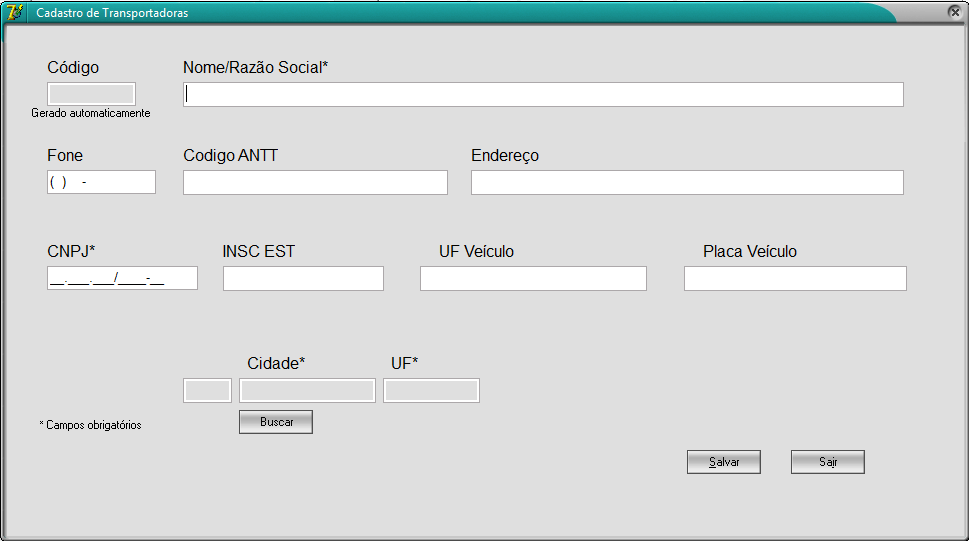 Cadastro de Transportadoras
Código Nome/Razão Social*
Gerado automaticamente
Fone Codigo ANTT Endereço
( ) -
CNPJ* INSC EST UF Veículo Placa Veículo
__.___.___/____-__
Cidade* UF*
Buscar
* Campos obrigatórios
Salvar Sair